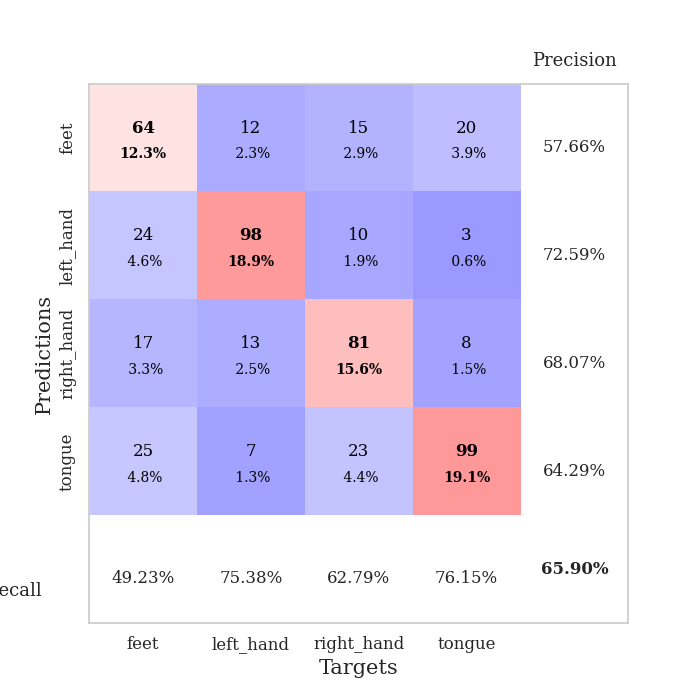 Precision
feet 64 12 15 20 57.66%
12.3% 2.3% 2.9% 3.9%
left_hand 24 98 10 3 72.59%
4.6% 18.9% 1.9% 0.6%
Predictions
right_hand 17 13 81 8 68.07%
3.3% 2.5% 15.6% 1.5%
tongue 25 7 23 99 64.29%
4.8% 1.3% 4.4% 19.1%
ecall 49.23% 75.38% 62.79% 76.15% 65.90%
feet left_hand right_hand tongue
Targets